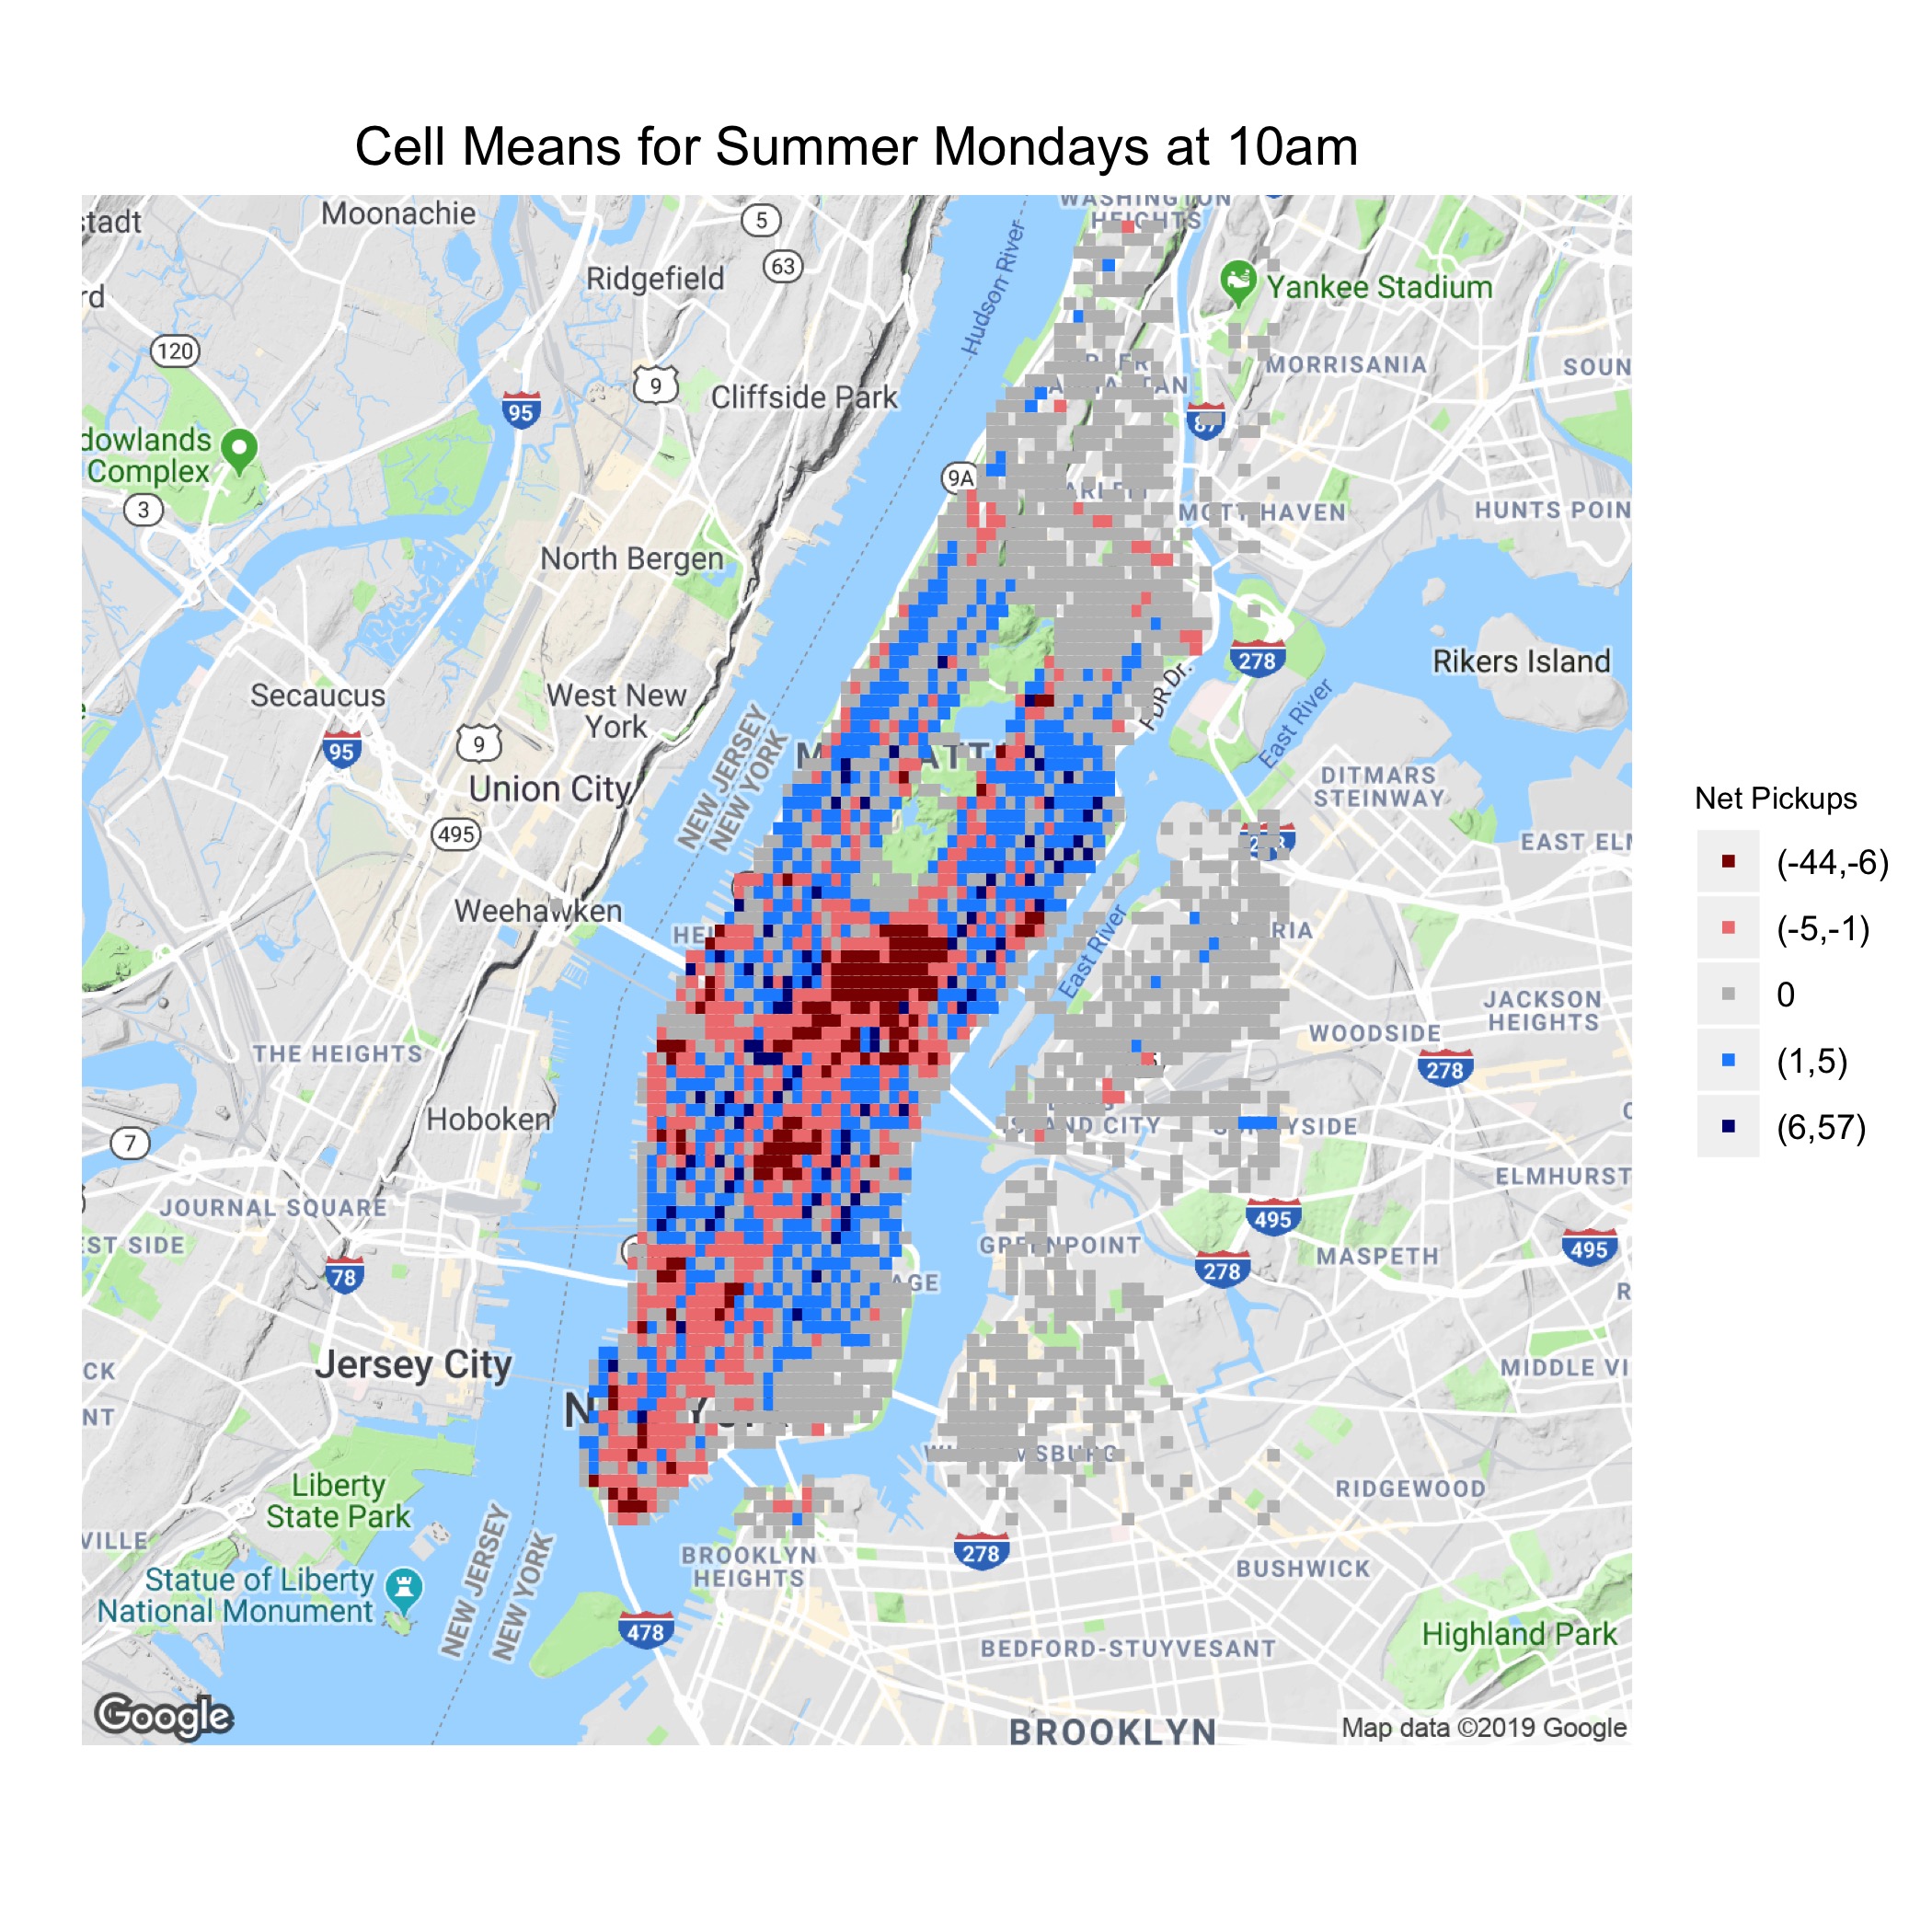 Cell Means for Summer Mondays at 10am
WASHINGTON
HEIGHTS
stadt
Moonachie
5
63
Hudson River
Ridgefield
Yankee Stadium
rd
120
9
Cliffside Park
MORRISANIA
SOUN
95
87
dowlands
Complex
9A
3
MOTT HAVEN
HUNTS POIN
North Bergen
278
Rikers Island
Secaucus
West New
York
FDR Dr.
East River
95
9
NEW JERSEY
NEW YORK
Union City
DITMARS
STEINWAY
495
EAST ELM
Net Pickups
(-44,-6)
(-5,-1)
0
(1,5)
(6,57)
Weehawken
HEL
East River
RIA
JACKSON
HEIGHTS
WOODSIDE
THE HEIGHTS
278
Hoboken
7
ELMHURST
JOURNAL SQUARE
495
EST SIDE
GREENPOINT
MASPETH
495
78
278
AGE
R
Jersey City
CK
MIDDLE VI
NT
Liberty
State Park
RIDGEWOOD
VILLE
NEW JERSEY
NEW YORK
BROOKLYN
HEIGHTS
278
BUSHWICK
Statue of Liberty
National Monument
478
Highland Park
BEDFORD-STUYVESANT
Google
BROOKLYN
Map data ©2019 Google